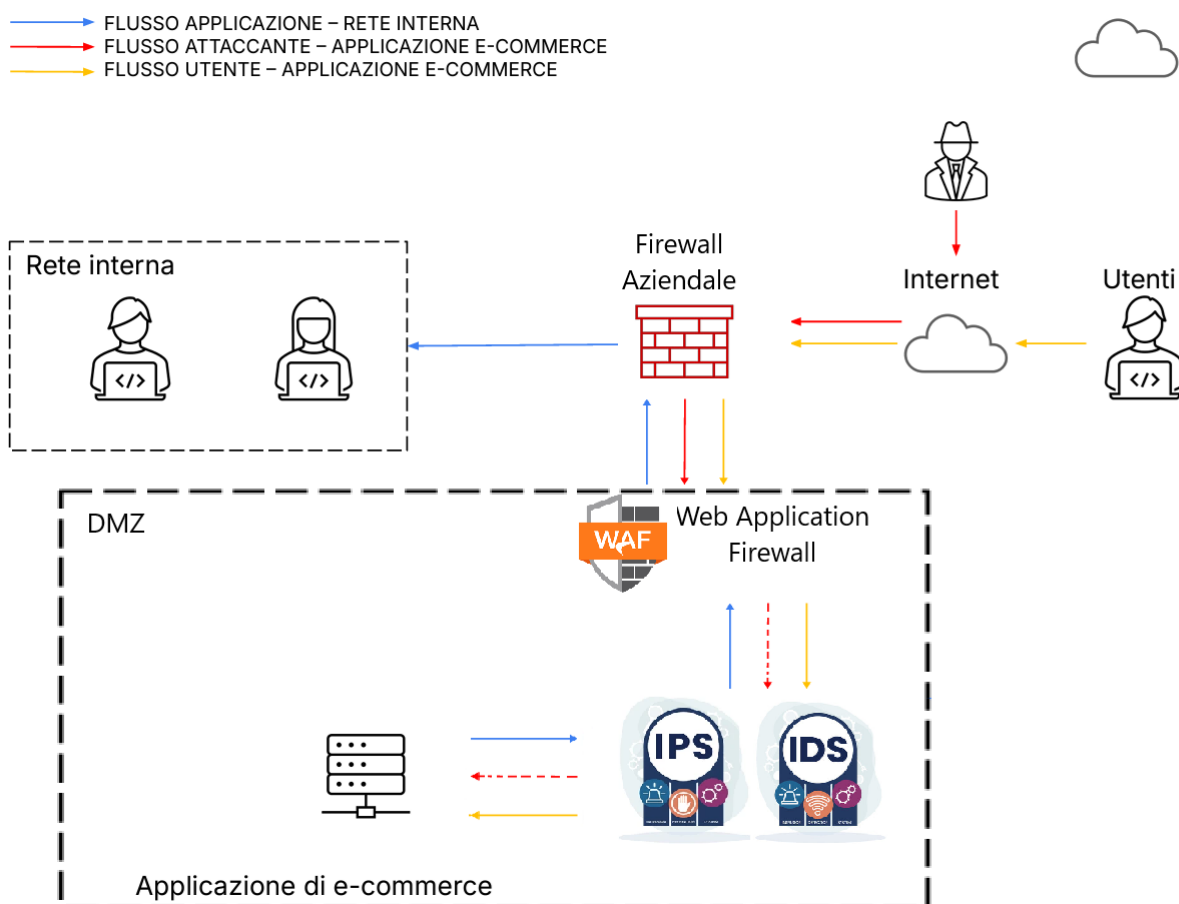 FLUSSO APPLICAZIONE – RETE INTERNA
FLUSSO ATTACCANTE – APPLICAZIONE E-COMMERCE
FLUSSO UTENTE – APPLICAZIONE E-COMMERCE
Rete interna
</>
</>
Firewall
Aziendale
Internet
Utenti
</>
DMZ
WAF
Web Application
Firewall
IPS
IDS
Applicazione di e-commerce